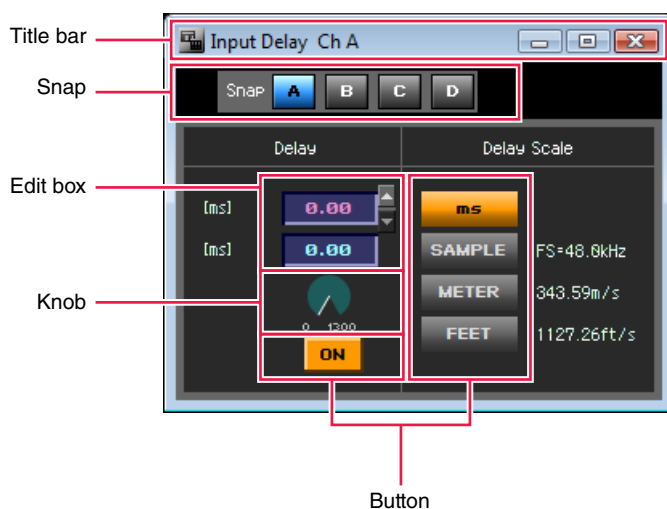 Title bar
Input Delay Ch A
Snap
Snap A B C D
Delay
Delay Scale
Edit box
[ms] 0.00
ms
[ms] 0.00
SAMPLE FS=48.0kHz
Knob
METER 343.59m/s
0 1300
FEET 1127.26ft/s
ON
Button